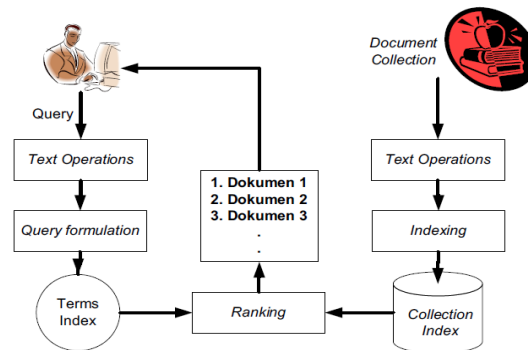 Document
Collection
Query
Text Operations
Query formulation
Terms
Index
1. Dokumen 1
2. Dokumen 2
3. Dokumen 3
.
.
Ranking
Text Operations
Indexing
Collection
Index